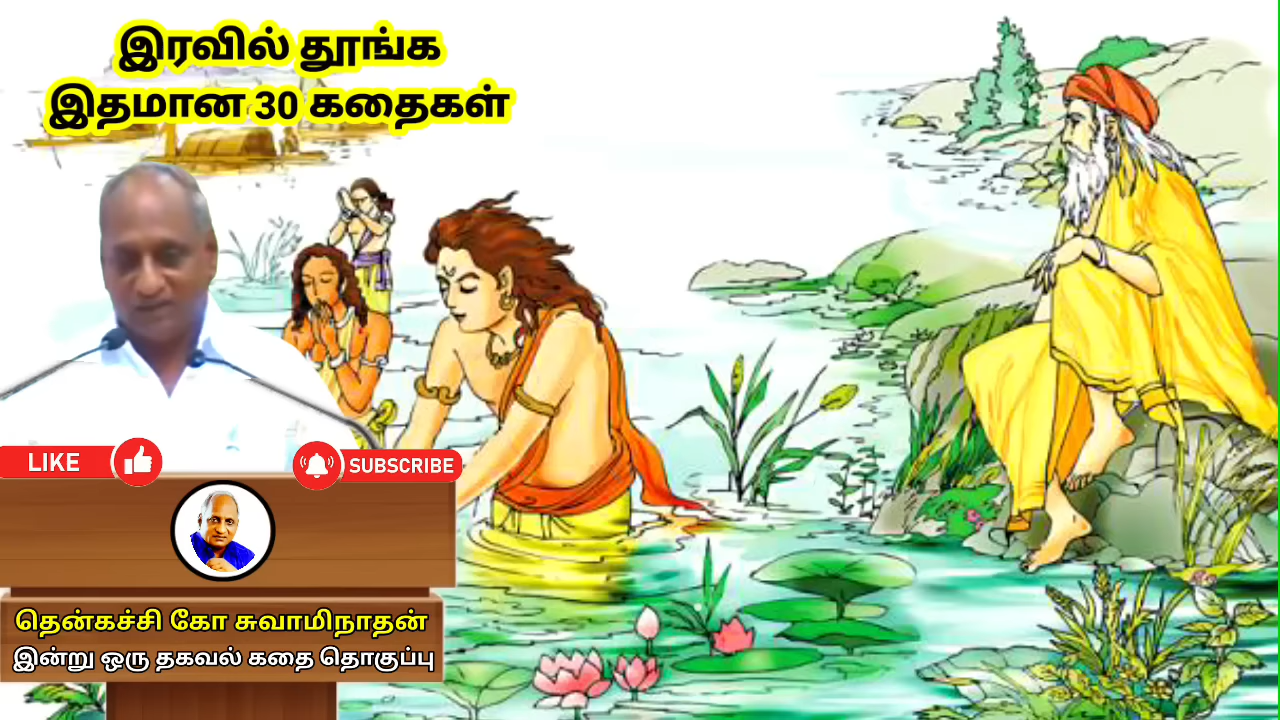 இரவில் தூங்க
இதமான 30 கதைகள்
LIKE
SUBSCRIBE
தென்கச்சி கோ சுவாமிநாதன்
இன்று ஒரு தகவல் கதை தொகுப்பு